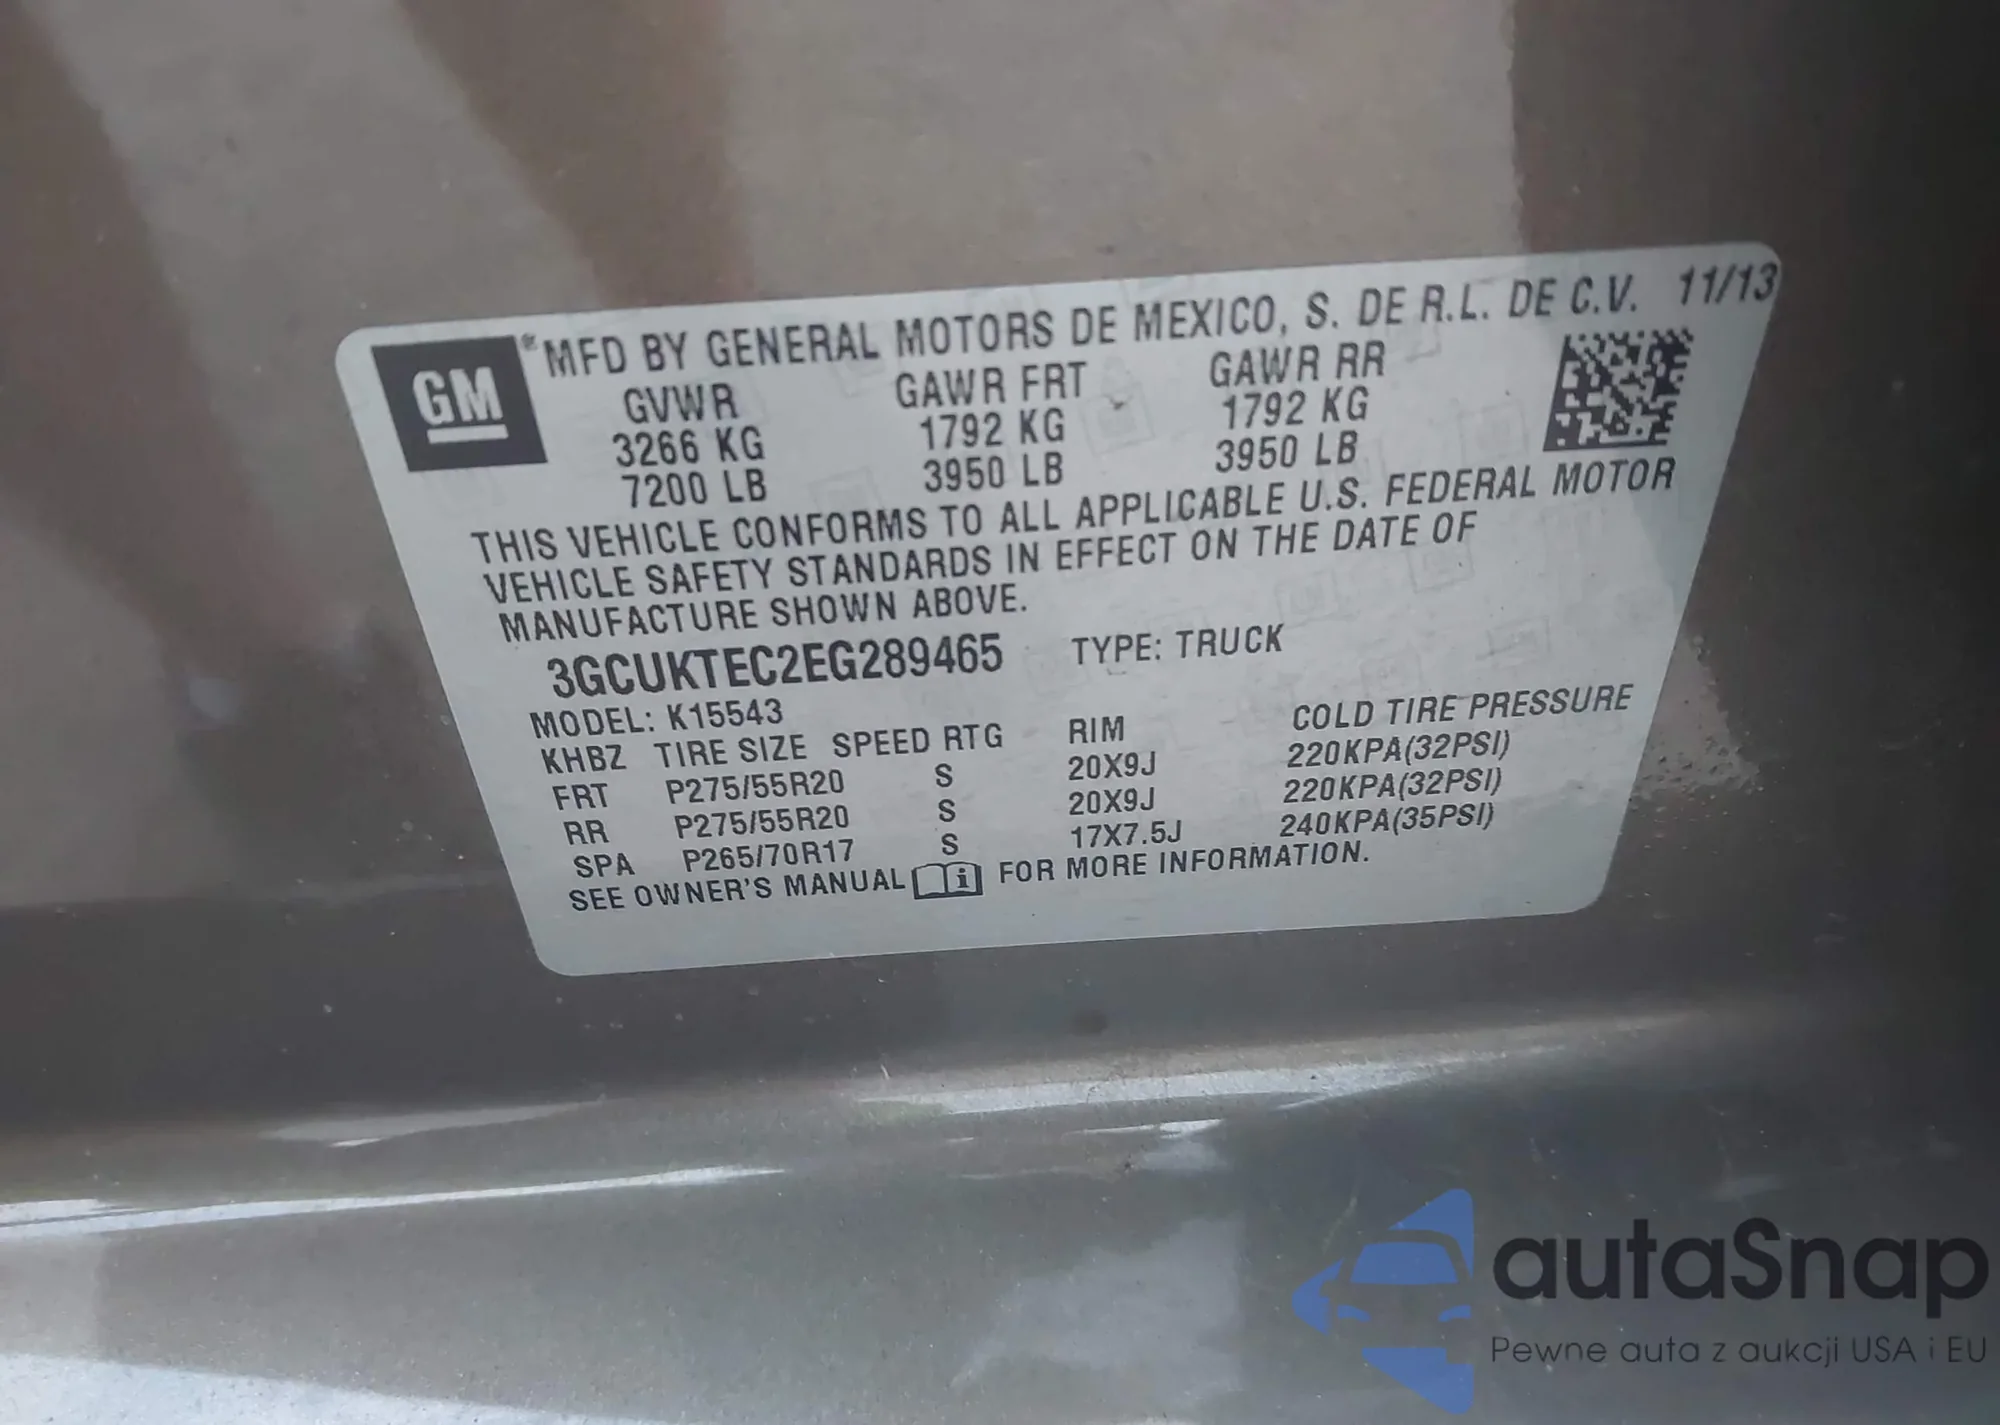 GM ® MFD BY GENERAL MOTORS DE MEXICO, S. DE R.L. DE C.V. 11/13
GVWR GAWR FRT GAWR RR
3266 KG 1792 KG 1792 KG
7200 LB 3950 LB 3950 LB
THIS VEHICLE CONFORMS TO ALL APPLICABLE U.S. FEDERAL MOTOR
VEHICLE SAFETY STANDARDS IN EFFECT ON THE DATE OF
MANUFACTURE SHOWN ABOVE.
3GCUKTEC2EG289465 TYPE: TRUCK
MODEL: K15543
KHBZ TIRE SIZE SPEED RTG RIM COLD TIRE PRESSURE
FRT P275/55R20 S 20X9J 220KPA(32PSI)
RR P275/55R20 S 20X9J 220KPA(32PSI)
SPA P265/70R17 S 17X7.5J 240KPA(35PSI)
SEE OWNER'S MANUAL i FOR MORE INFORMATION.
autaSnap
Pewne auta z aukcji USA i EU